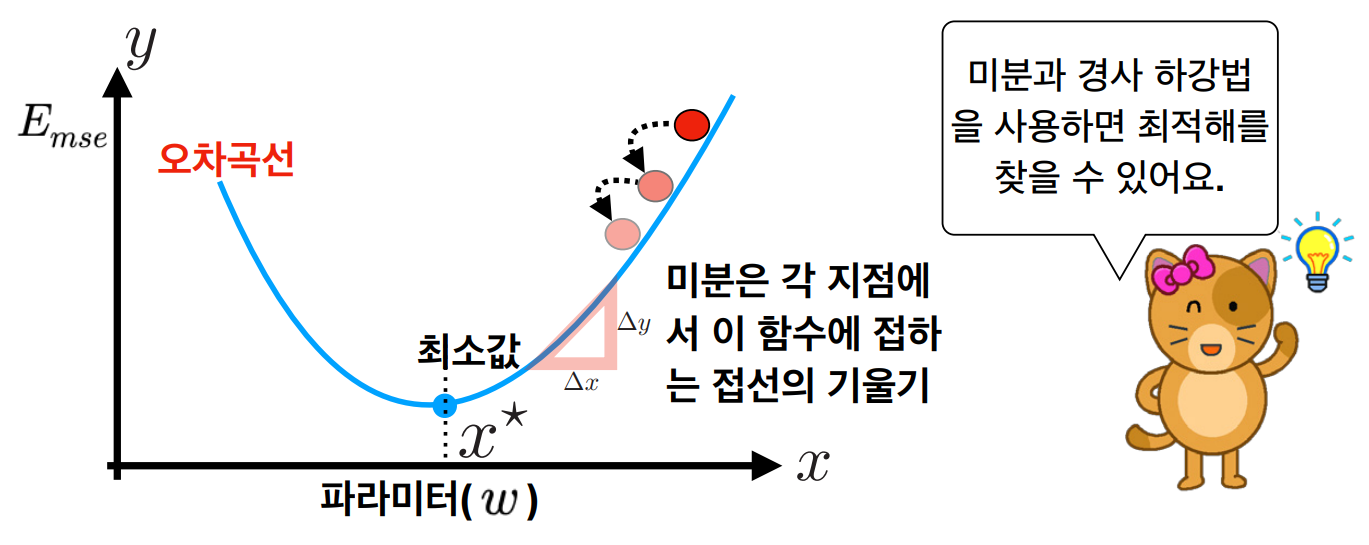 y
E_mse
오차곡선
미분과 경사 하강법
을 사용하면 최적해를
찾을 수 있어요.
미분은 각 지점에
서 이 함수에 접하
는 접선의 기울기
Δy
Δx
최소값
x*
x
파라미터(w)